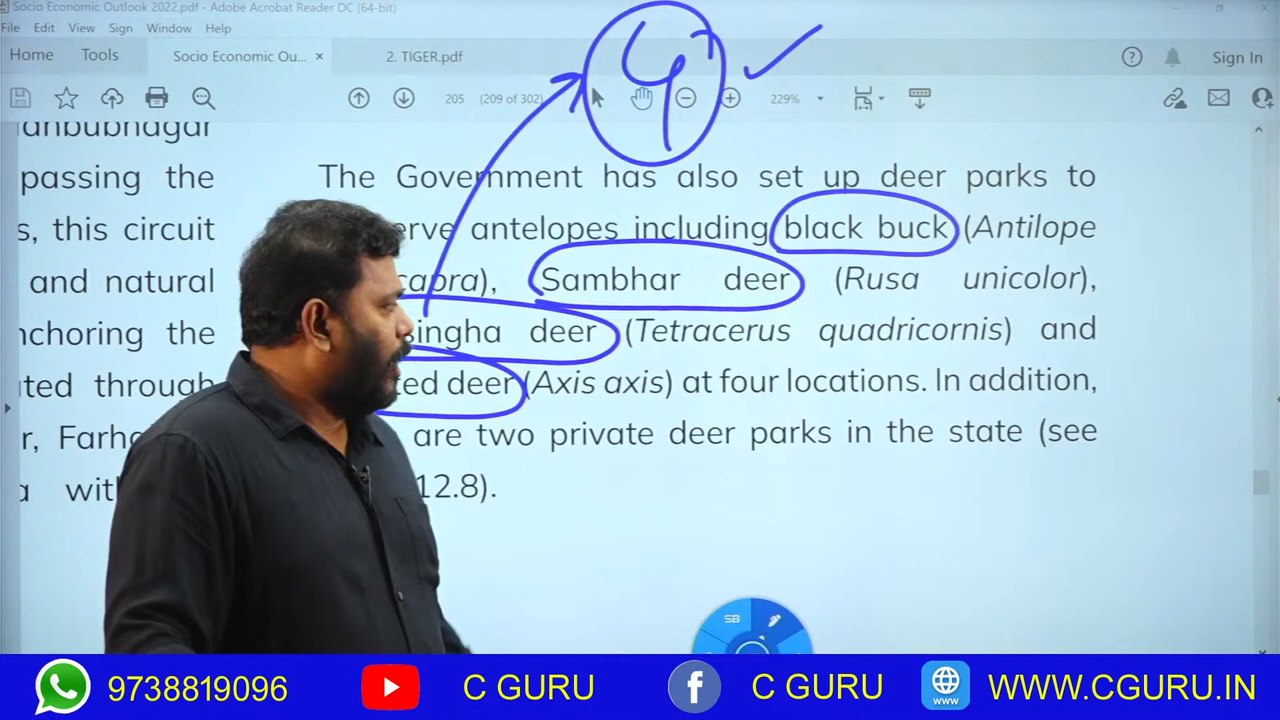 Socio Economic Outlook 2022.pdf - Adobe Acrobat Reader DC (64-bit)
File Edit View Sign Window Help
Home Tools Socio Economic Ou... × 2. TIGER.pdf Sign In
205 (209 of 302) 229%
4
passing the
s, this circuit
and natural
nchoring the
ted through
r,
a
The Government has also set up deer parks to
erve antelopes including black buck (Antilope
capra), Sambhar deer (Rusa unicolor),
singha deer (Tetracerus quadricornis) and
ted deer (Axis axis) at four locations. In addition,
are two private deer parks in the state (see
12.8).
SB
9738819096 C GURU C GURU WWW WWW.CGURU.IN